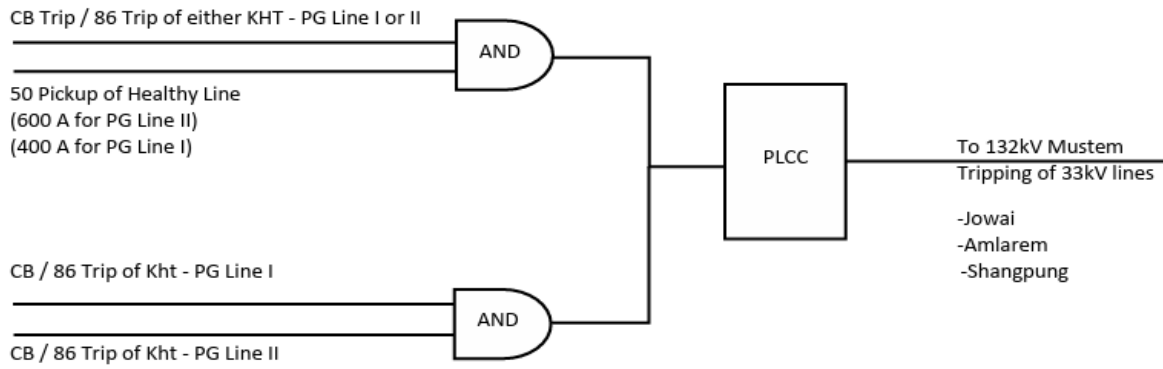 CB Trip / 86 Trip of either KHT - PG Line I or II
AND
50 Pickup of Healthy Line
(600 A for PG Line II)
(400 A for PG Line I)
PLCC
To 132kV Mustem
Tripping of 33kV lines
-Jowai
-Amlarem
-Shangpung
CB / 86 Trip of Kht - PG Line I
AND
CB / 86 Trip of Kht - PG Line II